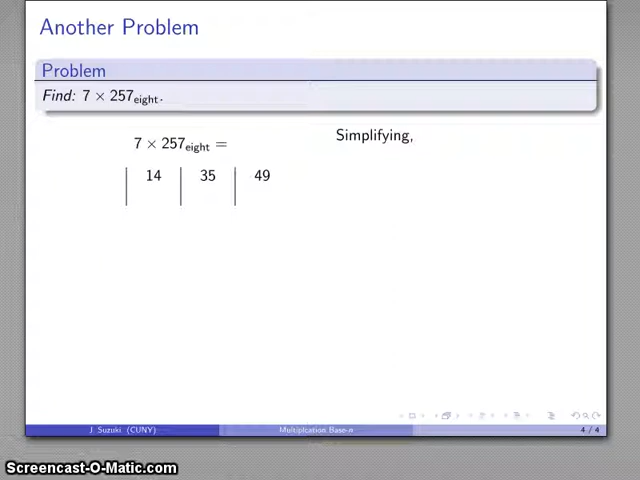 Another Problem
Problem
Find: 7 × 257eight.
7 × 257eight =
Simplifying,
14 35 49
J. Suzuki (CUNY)
Multiplcation Base-n
4 / 4
Screencast-O-Matic.com